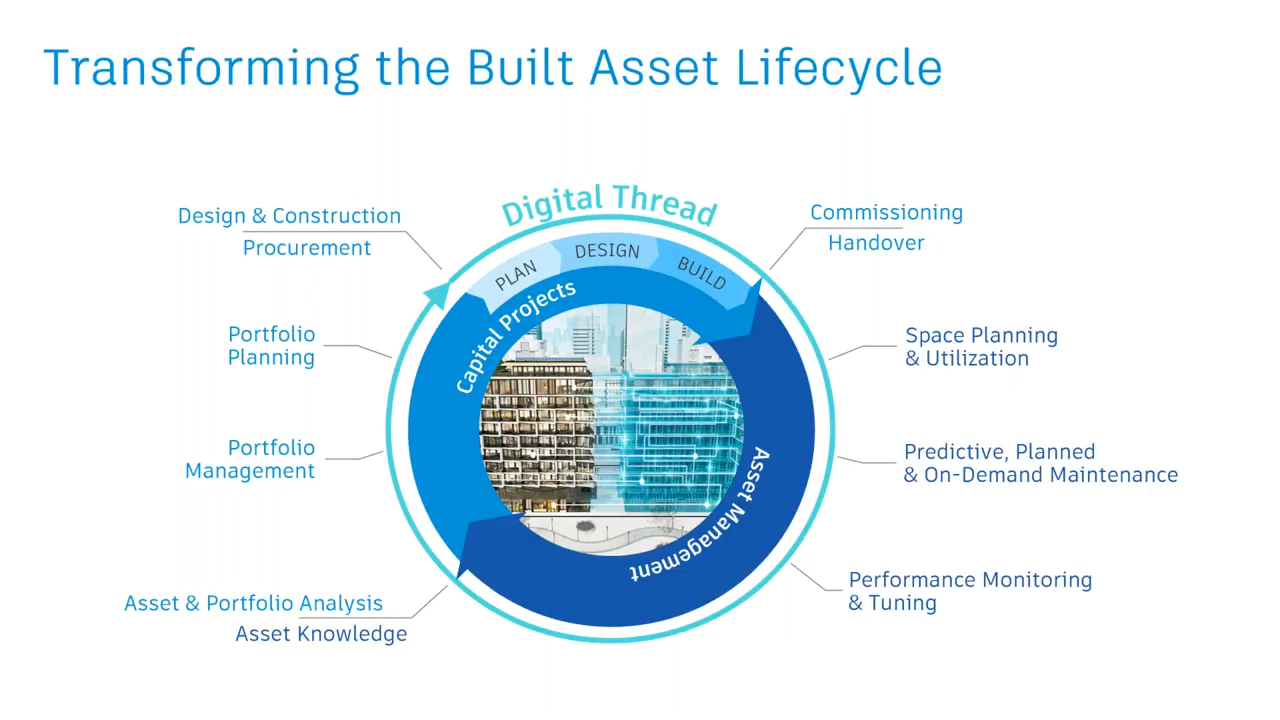 Transforming the Built Asset Lifecycle
Digital Thread
Design & Construction
Procurement
Commissioning
Handover
PLAN
DESIGN
BUILD
Capital Projects
Portfolio
Planning
Space Planning
& Utilization
Portfolio
Management
Predictive, Planned
& On-Demand Maintenance
Asset Management
Performance Monitoring
& Tuning
Asset & Portfolio Analysis
Asset Knowledge